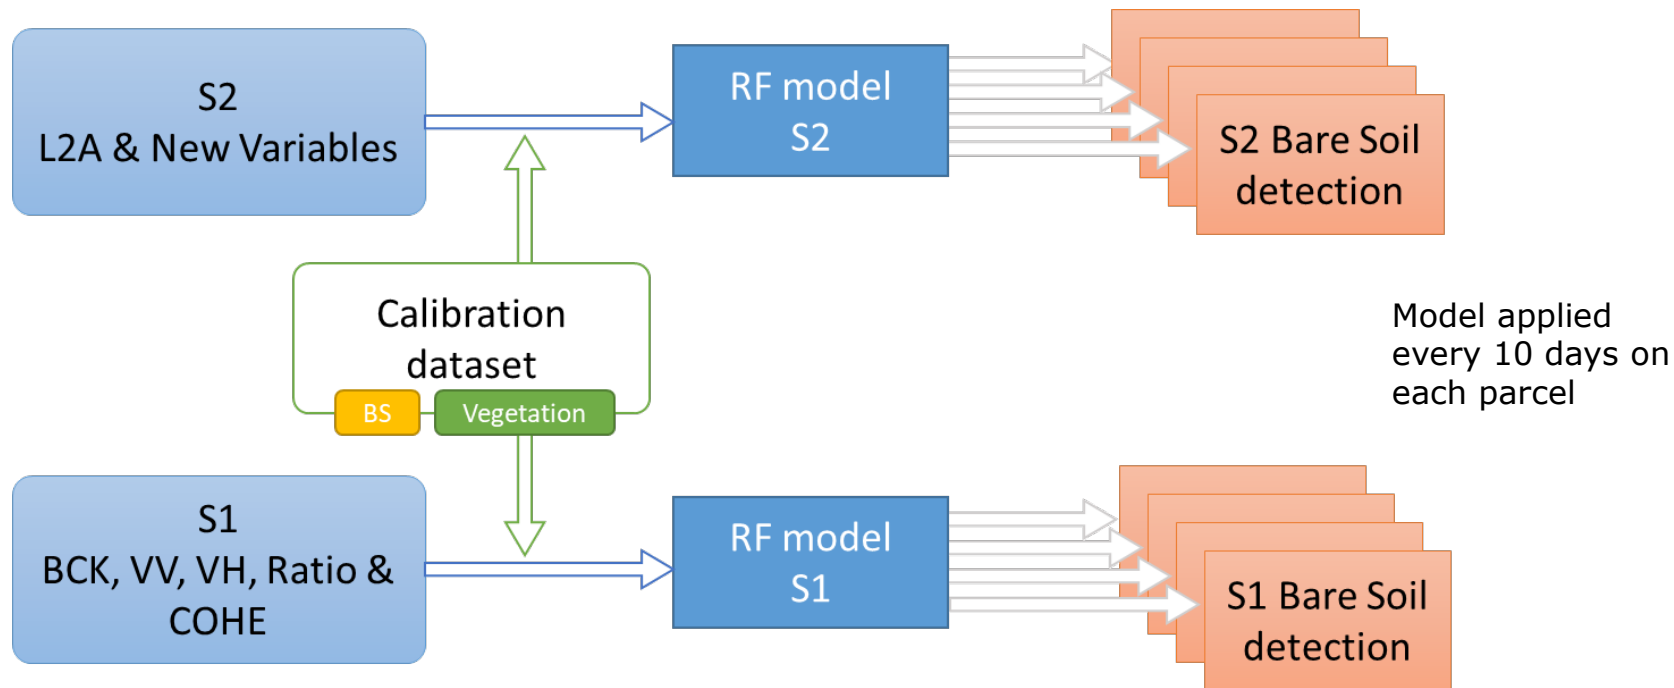 S2
L2A & New Variables
RF model
S2
S2 Bare Soil
detection
Calibration
dataset
BS
Vegetation
Model applied
every 10 days on
each parcel
S1
BCK, VV, VH, Ratio &
COHE
RF model
S1
S1 Bare Soil
detection